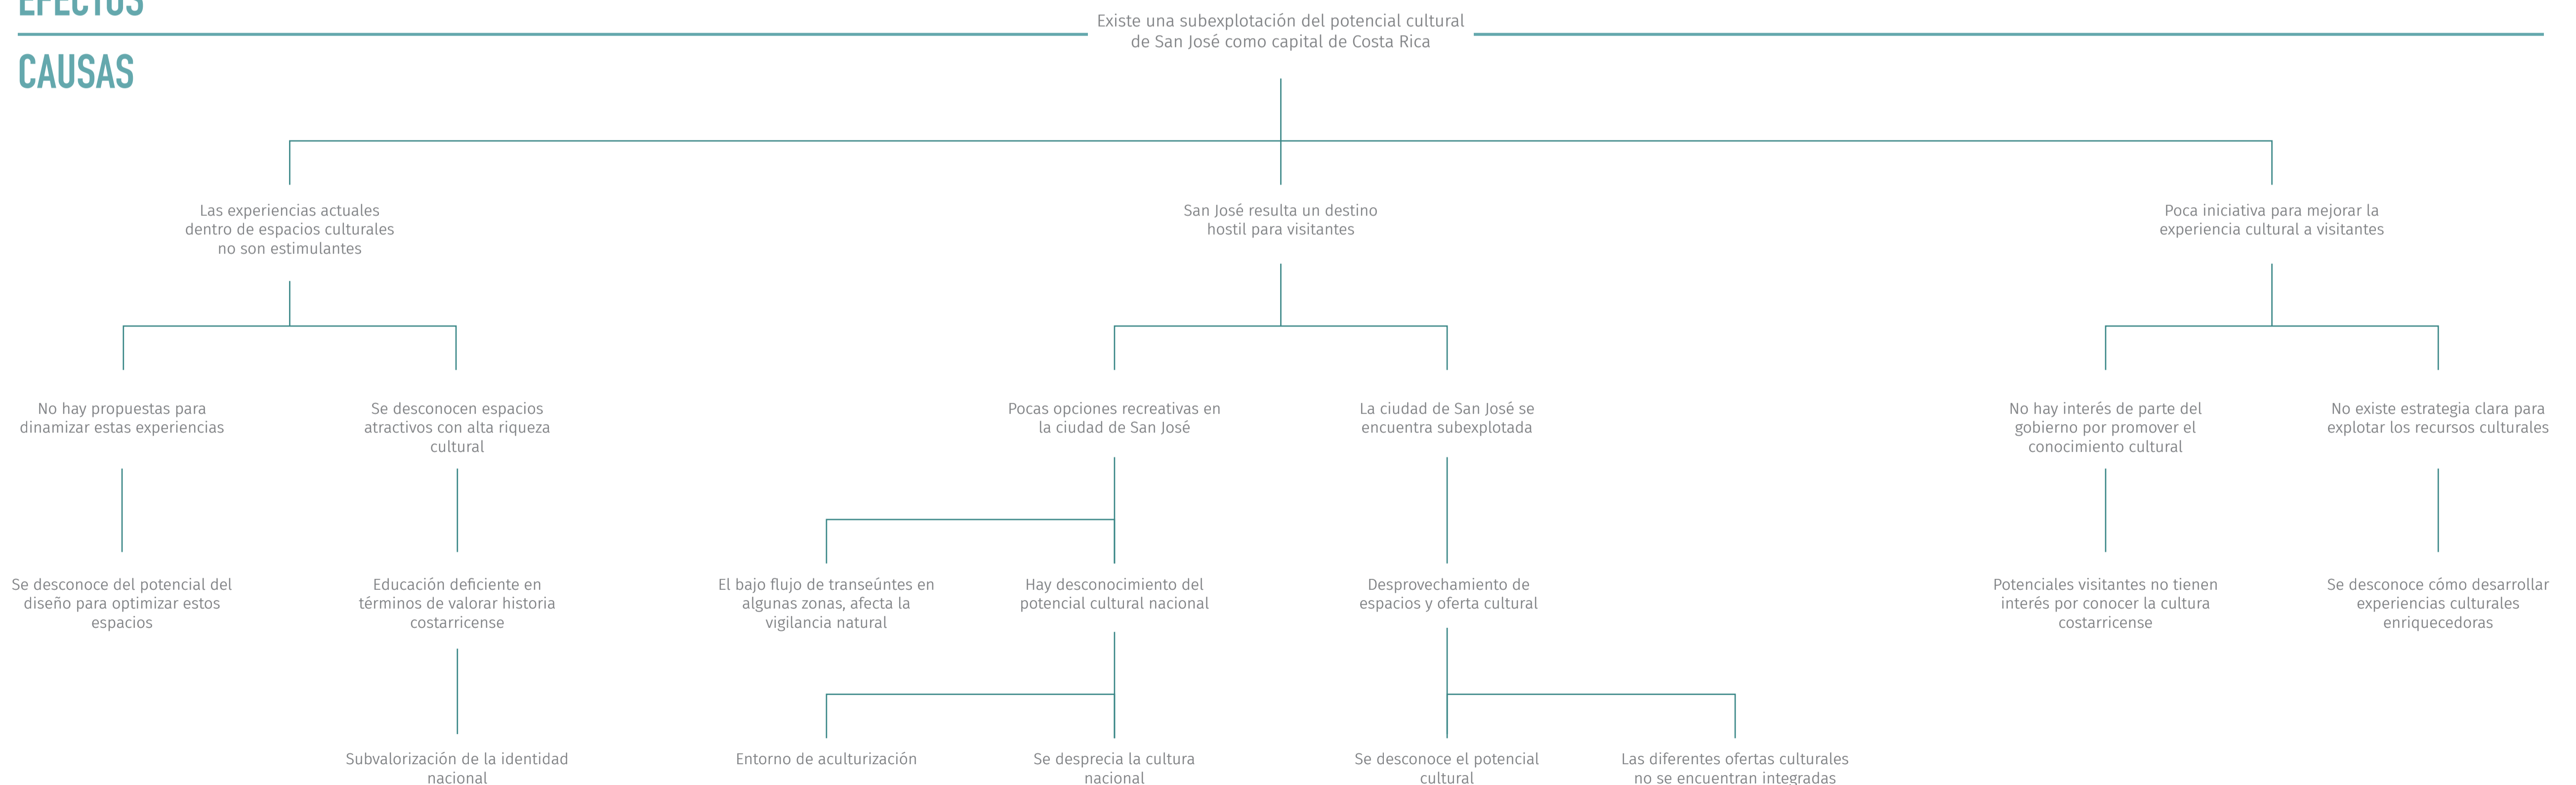 EFECTOS
Existe una subexplotación del potencial cultural
de San José como capital de Costa Rica
CAUSAS
Las experiencias actuales
dentro de espacios culturales
no son estimulantes
San José resulta un destino
hostil para visitantes
Poca iniciativa para mejorar la
experiencia cultural a visitantes
No hay propuestas para
dinamizar estas experiencias
Se desconocen espacios
atractivos con alta riqueza
cultural
Pocas opciones recreativas en
la ciudad de San José
La ciudad de San José se
encuentra subexplotada
No hay interés de parte del
gobierno por promover el
conocimiento cultural
No existe estrategia clara para
explotar los recursos culturales
Se desconoce del potencial del
diseño para optimizar estos
espacios
Educación deficiente en
términos de valorar historia
costarricense
El bajo flujo de transeúntes en
algunas zonas, afecta la
vigilancia natural
Hay desconocimiento del
potencial cultural nacional
Desprovechamiento de
espacios y oferta cultural
Potenciales visitantes no tienen
interés por conocer la cultura
costarricense
Se desconoce cómo desarrollar
experiencias culturales
enriquecedoras
Subvalorización de la identidad
nacional
Entorno de aculturización
Se desprecia la cultura
nacional
Se desconoce el potencial
cultural
Las diferentes ofertas culturales
no se encuentran integradas